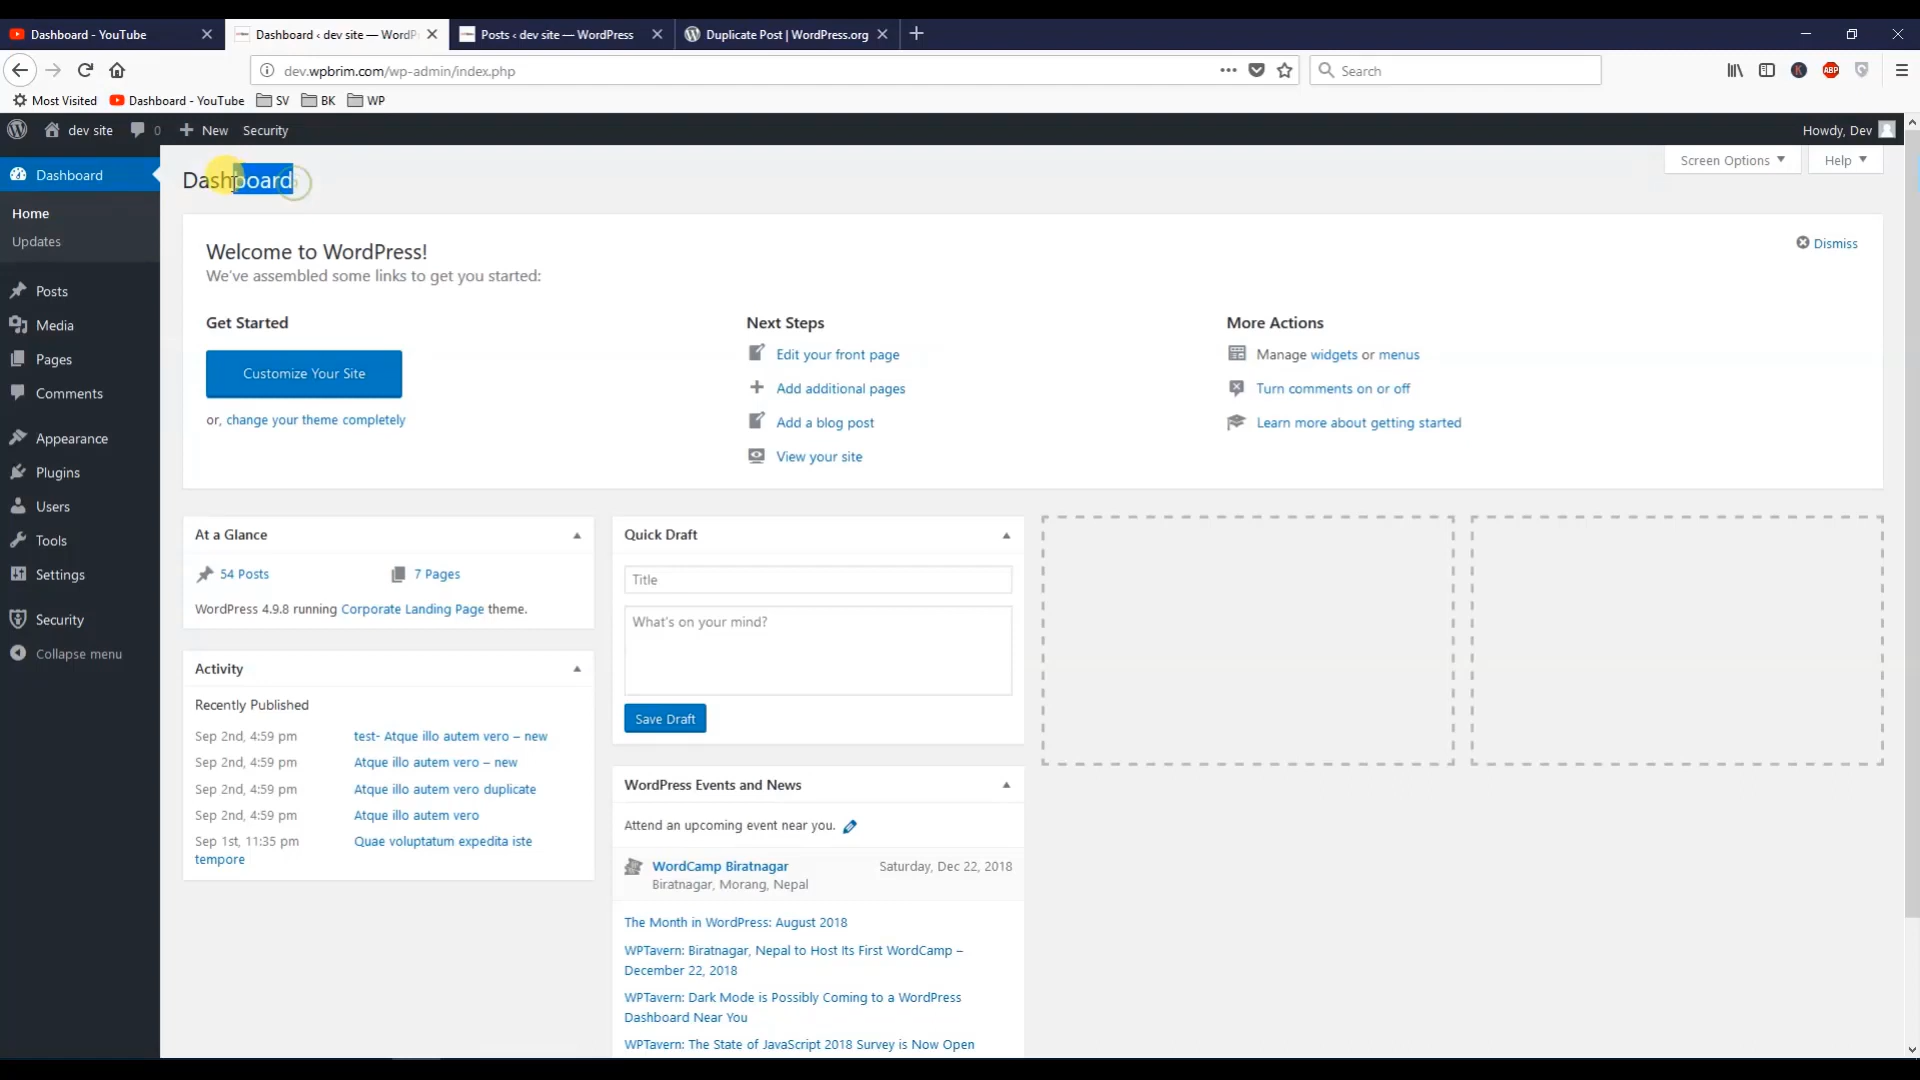 Dashboard - YouTube
Dashboard ‹ dev site — WordP
Posts ‹ dev site — WordPress
Duplicate Post | WordPress.org
dev.wpbrim.com/wp-admin/index.php
Search
ABP
Most Visited
Dashboard - YouTube
SV
BK
WP
dev site
0
New
Security
Howdy, Dev
Dashboard
Home
Updates
Posts
Media
Pages
Comments
Appearance
Plugins
Users
Tools
Settings
Security
Collapse menu
Dashboard
Screen Options
Help
Welcome to WordPress!
We've assembled some links to get you started:
Dismiss
Get Started
Customize Your Site
or, change your theme completely
Next Steps
Edit your front page
Add additional pages
Add a blog post
View your site
More Actions
Manage widgets or menus
Turn comments on or off
Learn more about getting started
At a Glance
54 Posts
7 Pages
WordPress 4.9.8 running Corporate Landing Page theme.
Activity
Recently Published
Sep 2nd, 4:59 pm test- Atque illo autem vero – new
Sep 2nd, 4:59 pm Atque illo autem vero – new
Sep 2nd, 4:59 pm Atque illo autem vero duplicate
Sep 2nd, 4:59 pm Atque illo autem vero
Sep 1st, 11:35 pm Quae voluptatum expedita iste
tempore
Quick Draft
Title
What's on your mind?
Save Draft
WordPress Events and News
Attend an upcoming event near you.
WordCamp Biratnagar Saturday, Dec 22, 2018
Biratnagar, Morang, Nepal
The Month in WordPress: August 2018
WPTavern: Biratnagar, Nepal to Host Its First WordCamp –
December 22, 2018
WPTavern: Dark Mode is Possibly Coming to a WordPress
Dashboard Near You
WPTavern: The State of JavaScript 2018 Survey is Now Open